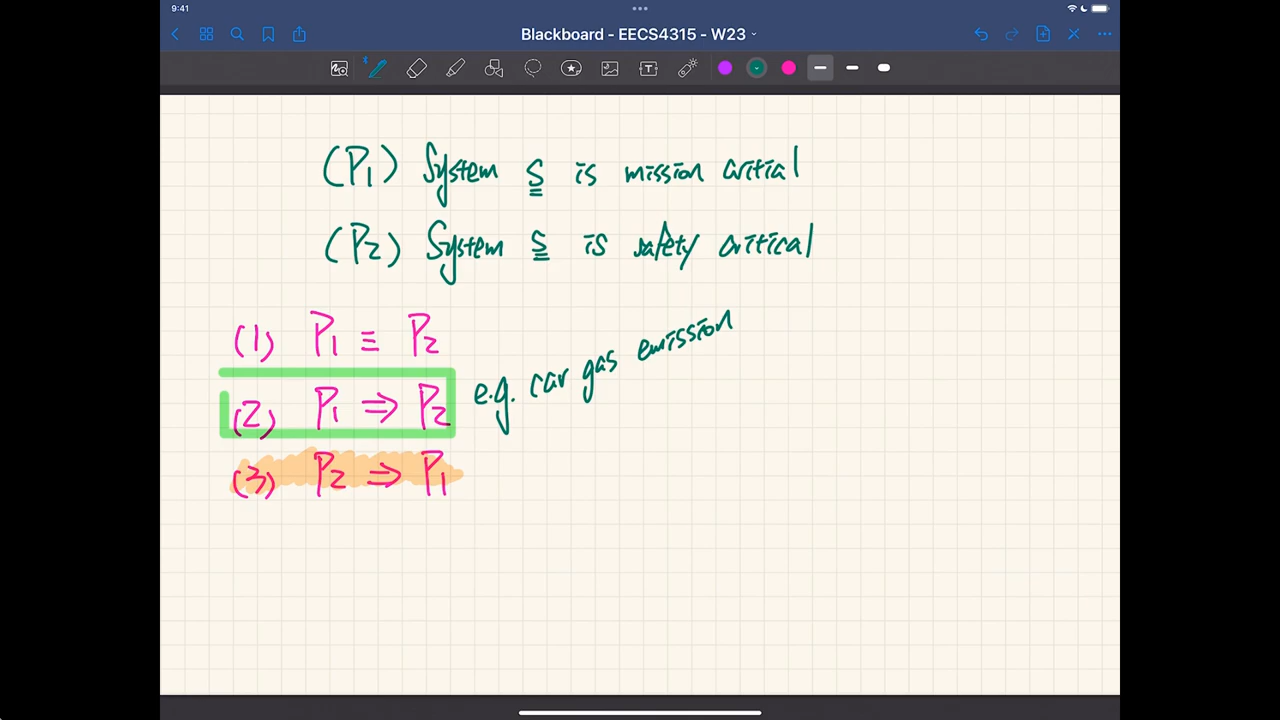 9:41
Blackboard - EECS4315 - W23
(P1) System S is mission critial
(P2) System S is safety critical
(1) P1 ≡ P2
(2) P1 ⇒ P2 e.g. car gas emission
(3) P2 ⇒ P1